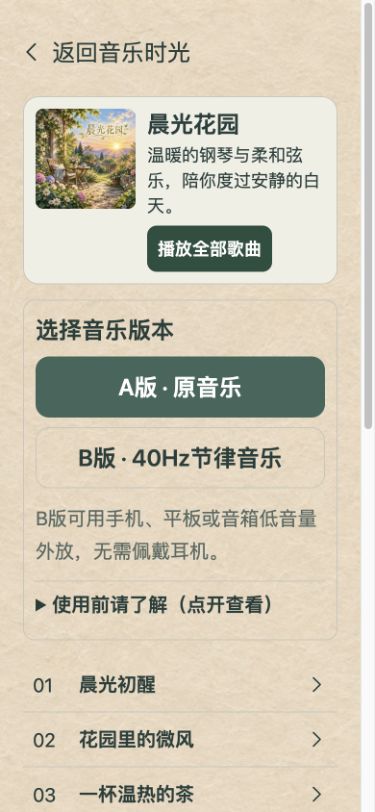 返回音乐时光
晨光花园
晨光花园
温暖的钢琴与柔和弦
乐，陪你度过安静的白
天。
播放全部歌曲
选择音乐版本
A版 · 原音乐
B版 · 40Hz节律音乐
B版可用手机、平板或音箱低音量
外放，无需佩戴耳机。
使用前请了解（点开查看）
01 晨光初醒
02 花园里的微风
03 一杯温热的茶